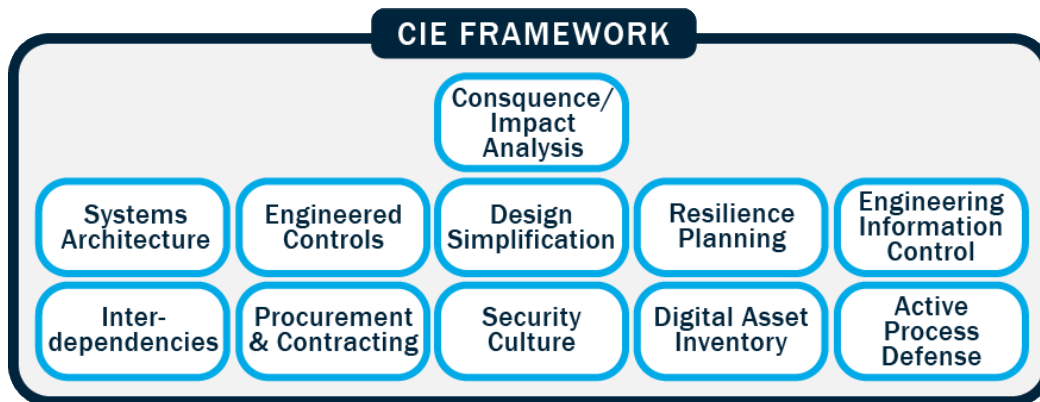 CIE FRAMEWORK
Consquence/
Impact
Analysis
Systems
Architecture
Engineered
Controls
Design
Simplification
Resilience
Planning
Engineering
Information
Control
Inter-
dependencies
Procurement
& Contracting
Security
Culture
Digital Asset
Inventory
Active
Process
Defense